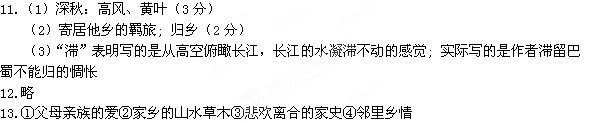 11.（1）深秋：高风、黄叶（3分）
（2）寄居他乡的羁旅；归乡（2分）
（3）“滞”表明写的是从高空俯瞰长江，长江的水凝滞不动的感觉；实际写的是作者滞留巴
蜀不能归的惆怅
12.略
13.①父母亲族的爱②家乡的山水草木③悲欢离合的家史④邻里乡情